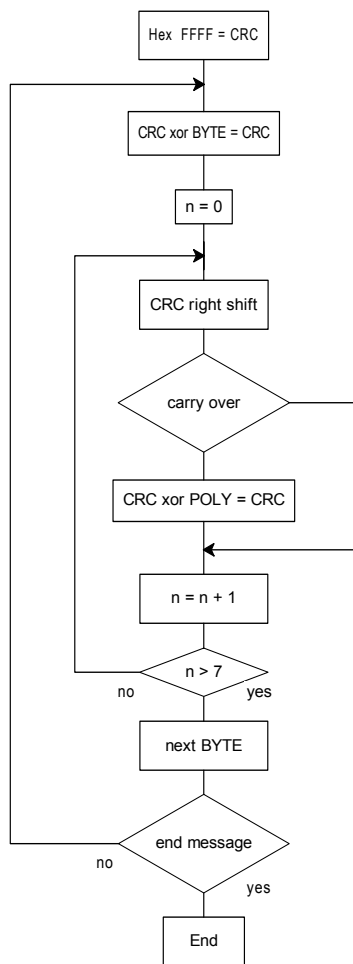 Hex FFFF = CRC
CRC xor BYTE = CRC
n = 0
CRC right shift
carry over
CRC xor POLY = CRC
n = n + 1
n > 7
no
yes
next BYTE
end message
no
yes
End